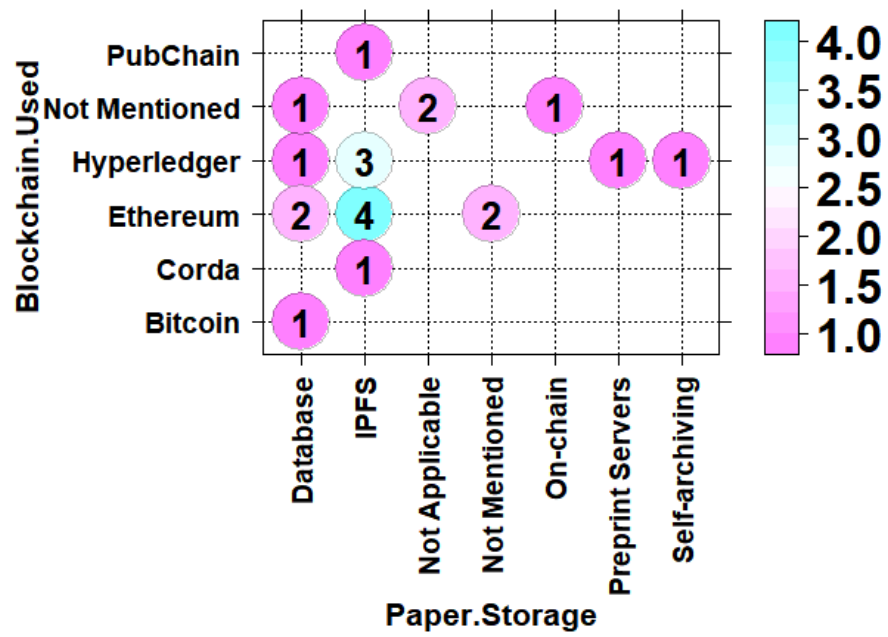 Blockchain.Used
PubChain 1
Not Mentioned 1 2 1
Hyperledger 1 3 1 1
Ethereum 2 4 2
Corda 1
Bitcoin 1
Database
IPFS
Not Applicable
Not Mentioned
On-chain
Preprint Servers
Self-archiving
Paper.Storage
4.0
3.5
3.0
2.5
2.0
1.5
1.0